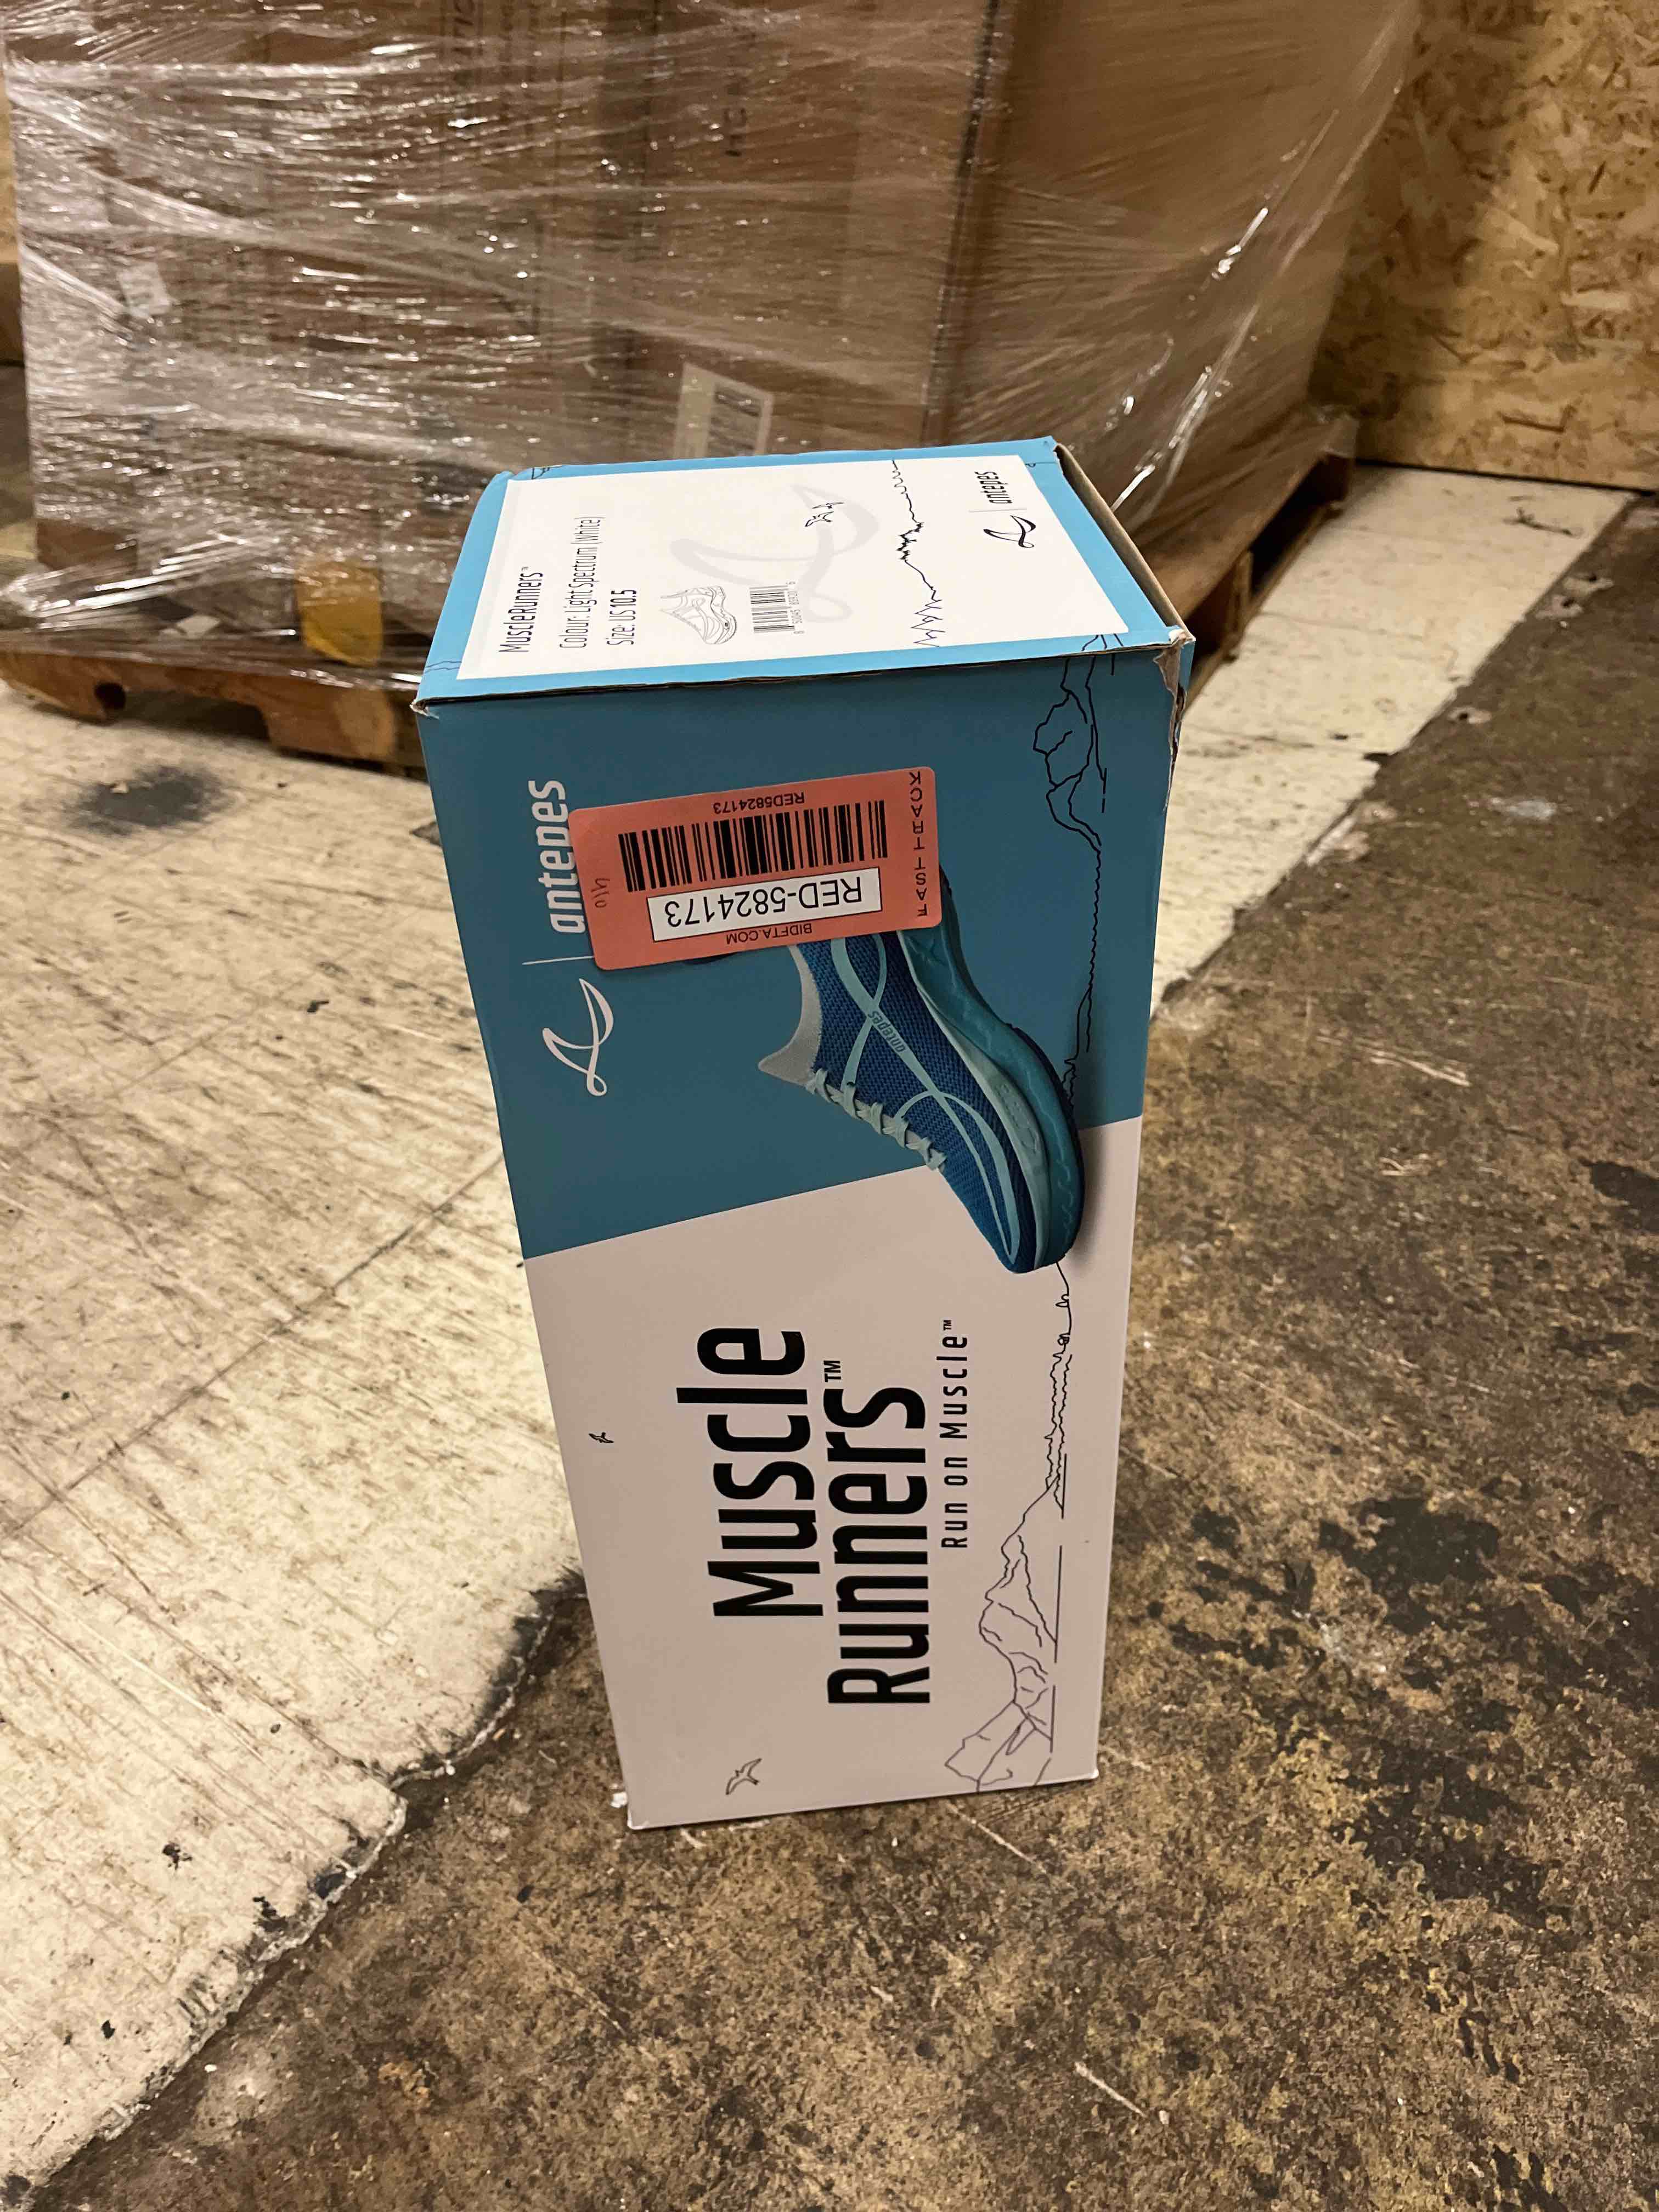 MuscleRunners™
Colour: Light Spectrum (White)
Size: US 10.5
antepes
antepes
RED5824173
RED-5824173
BIDFTA.COM
FAST TRACK
antepes
Muscle
Runners™
Run on Muscle™